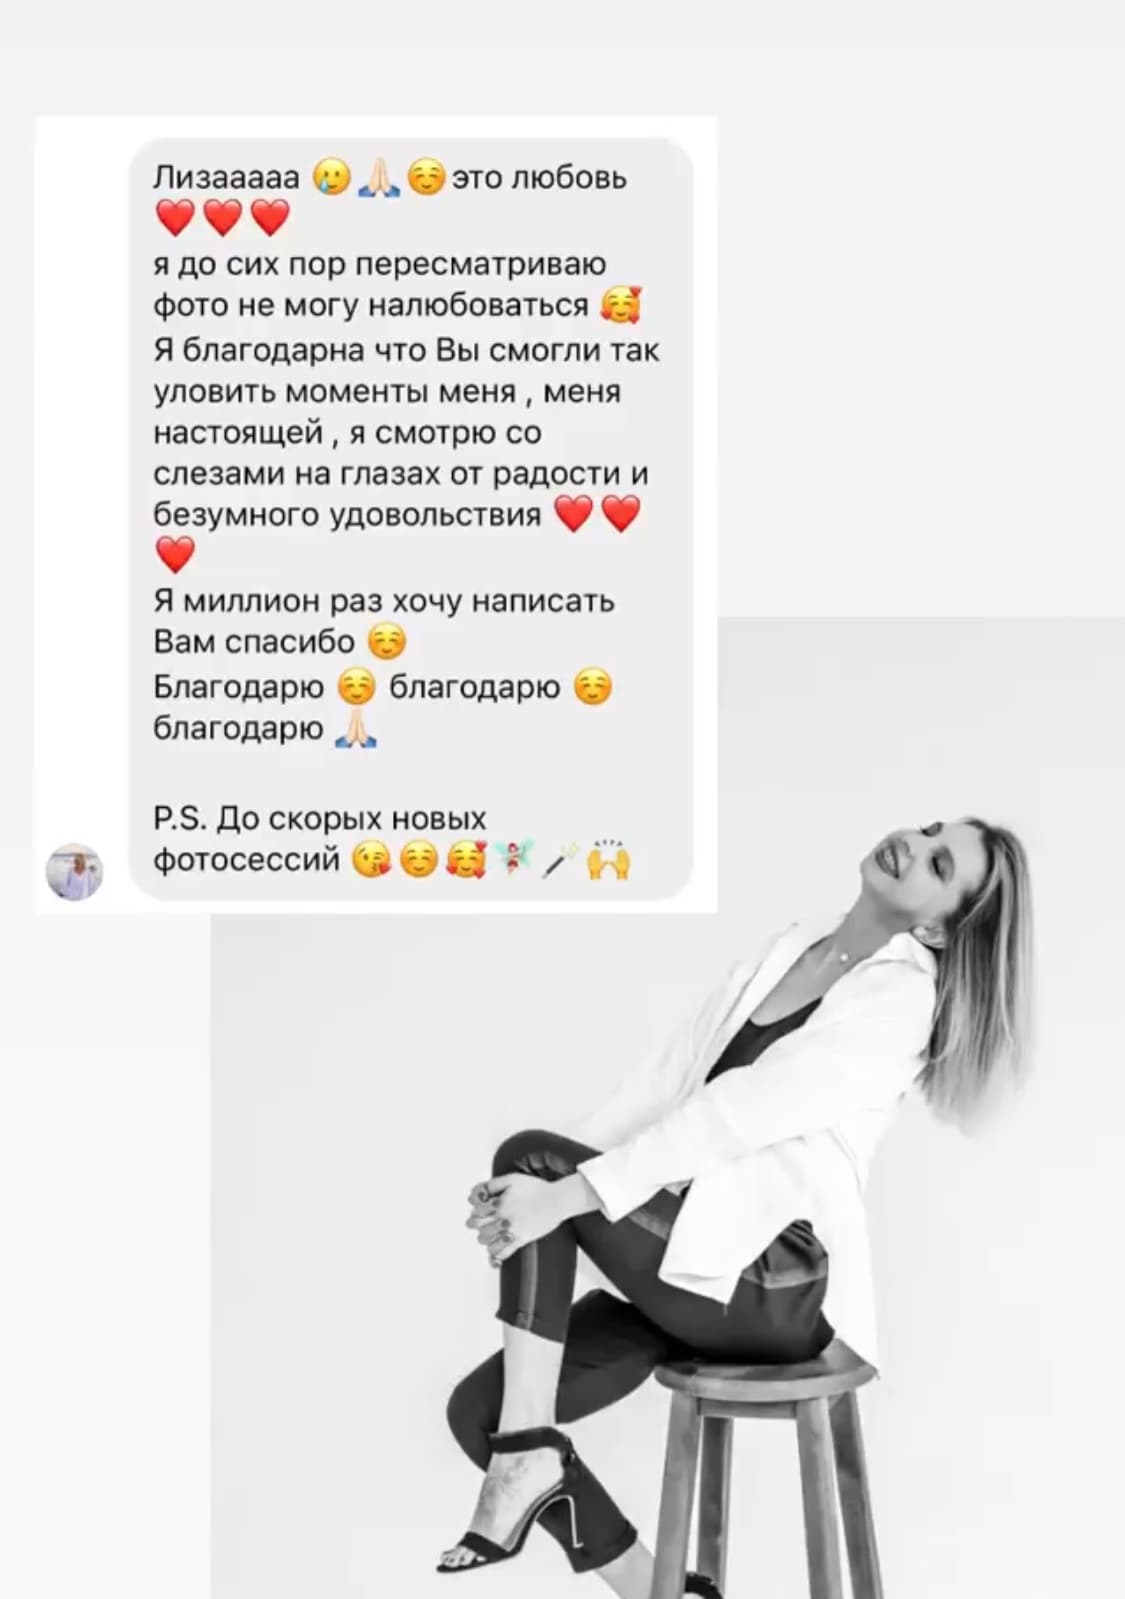 Лизааааа 🥲🙏🏻☺️ это любовь
❤️❤️❤️
я до сих пор пересматриваю
фото не могу налюбоваться 🥰
Я благодарна что Вы смогли так
уловить моменты меня , меня
настоящей , я смотрю со
слезами на глазах от радости и
безумного удовольствия ❤️❤️
❤️
Я миллион раз хочу написать
Вам спасибо ☺️
Благодарю ☺️ благодарю ☺️
благодарю 🙏🏻
P.S. До скорых новых
фотосессий 😘☺️🥰🧚🏻‍♀️🪄🙌